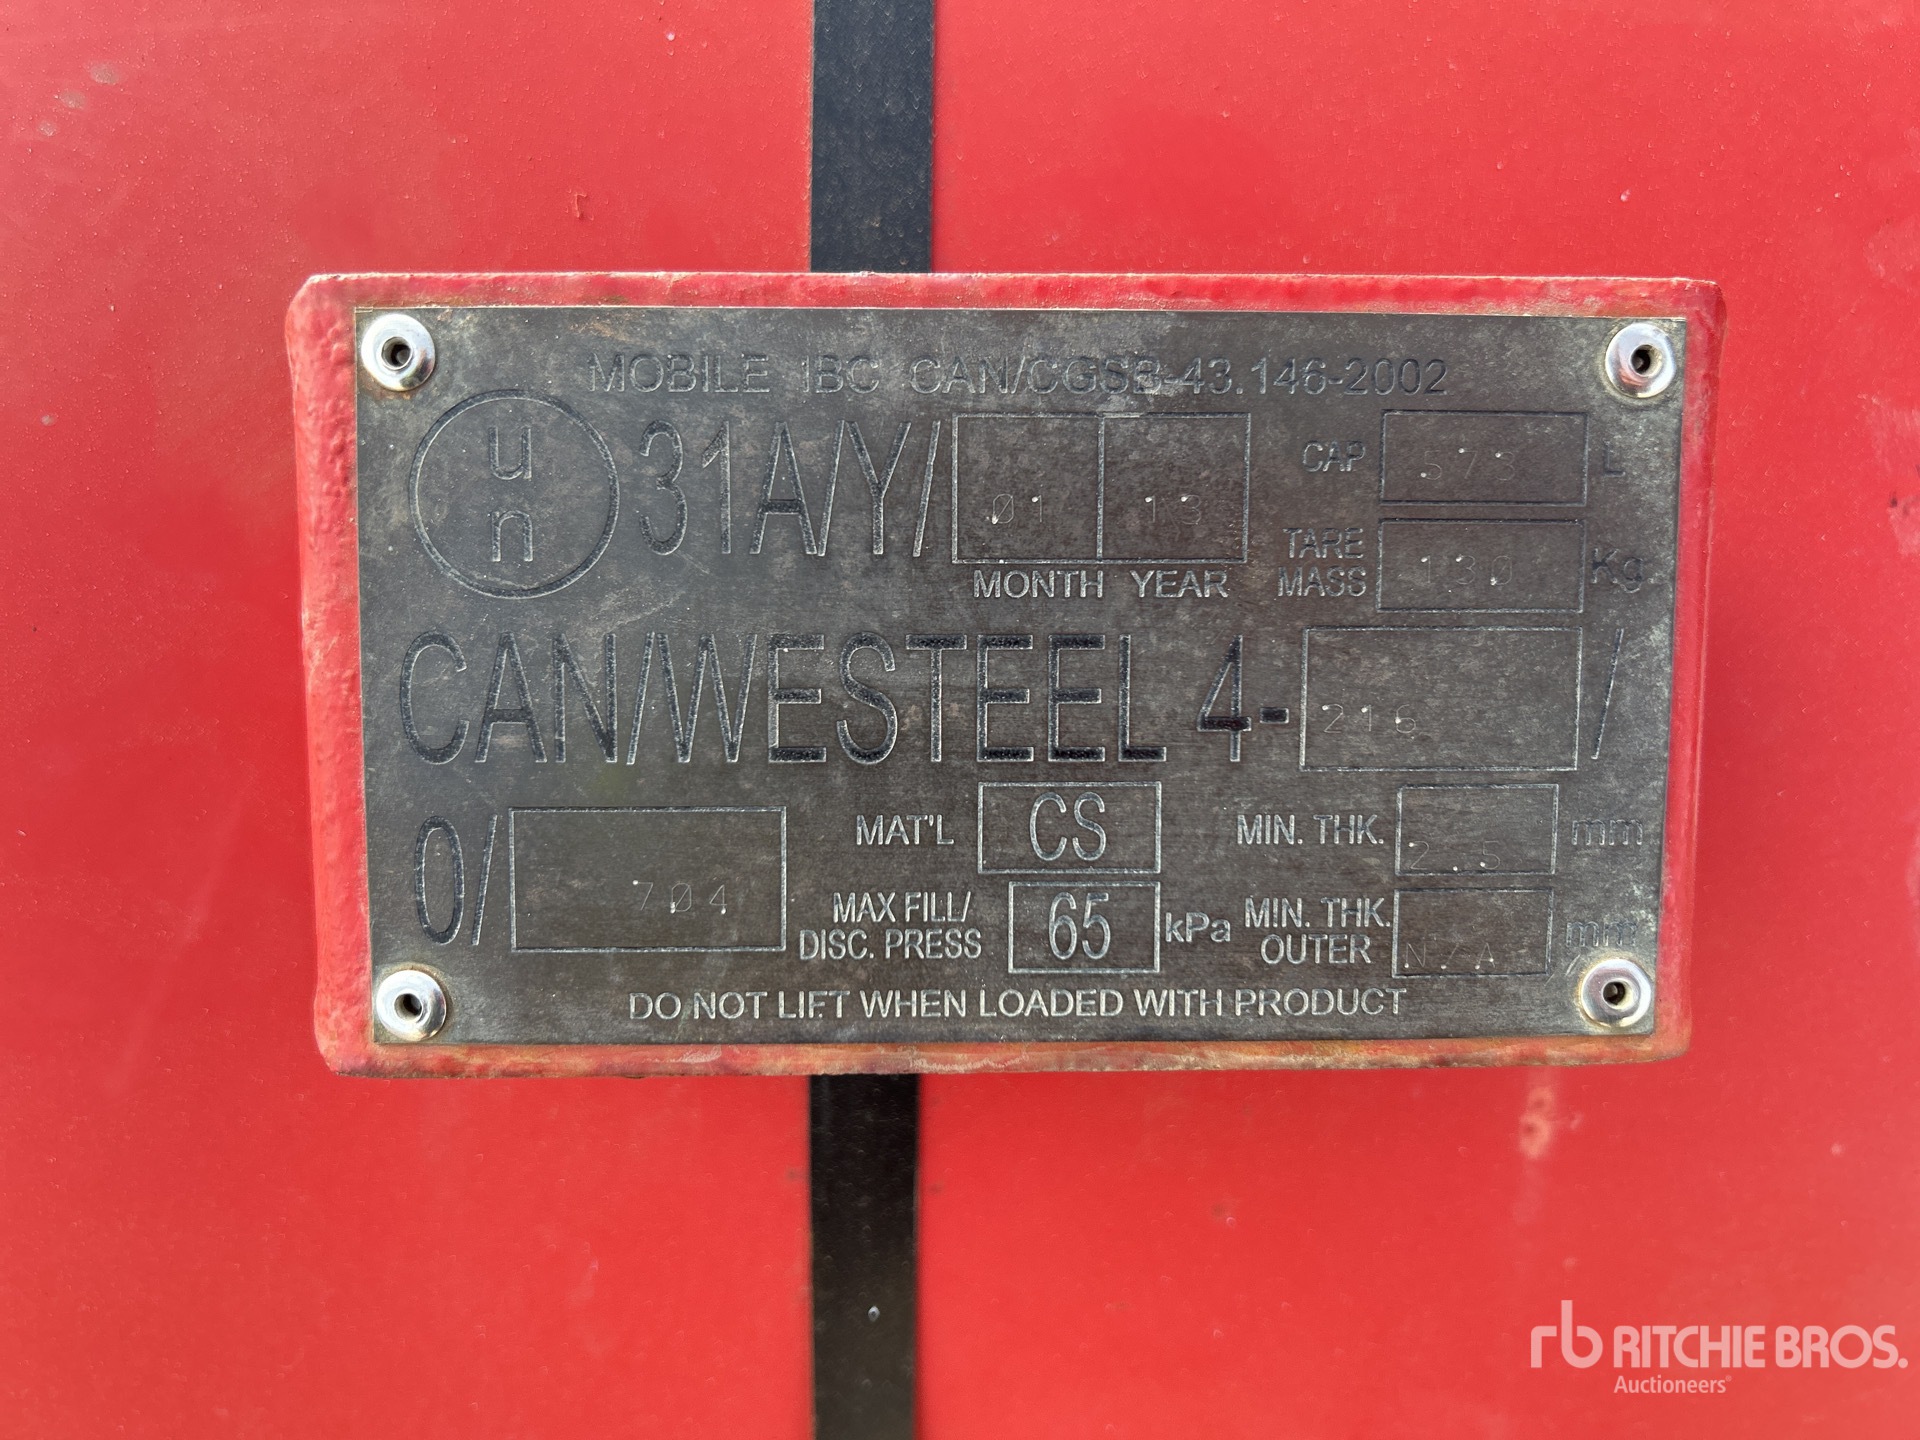 MOBILE IBC CAN/CGSB-43.146-2002
u
n
31A/Y/ 01 13
MONTH YEAR
CAP 573 L
TARE MASS 130 Kg
CAN/WESTEEL 4- 216 /
0/ 704
MAT'L CS
MIN. THK. 2.5 mm
MAX FILL/
DISC. PRESS 65 kPa
MIN. THK.
OUTER N/A mm
DO NOT LIFT WHEN LOADED WITH PRODUCT
rb RITCHIE BROS.
Auctioneers